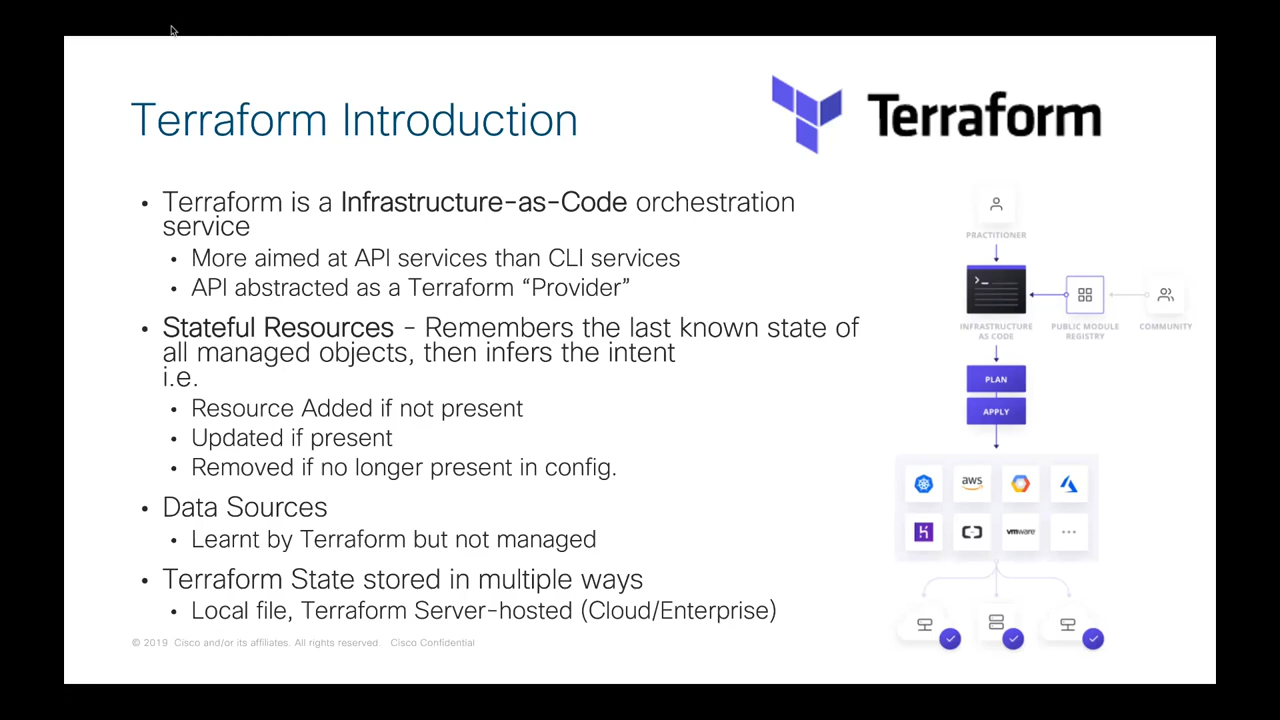 Terraform Introduction
Terraform
• Terraform is a Infrastructure-as-Code orchestration
service
• More aimed at API services than CLI services
• API abstracted as a Terraform “Provider”
• Stateful Resources - Remembers the last known state of
all managed objects, then infers the intent
i.e.
• Resource Added if not present
• Updated if present
• Removed if no longer present in config.
• Data Sources
• Learnt by Terraform but not managed
• Terraform State stored in multiple ways
• Local file, Terraform Server-hosted (Cloud/Enterprise)
© 2019 Cisco and/or its affiliates. All rights reserved. Cisco Confidential
PRACTITIONER
INFRASTRUCTURE
AS CODE
PUBLIC MODULE
REGISTRY
COMMUNITY
PLAN
APPLY
aws
vmware